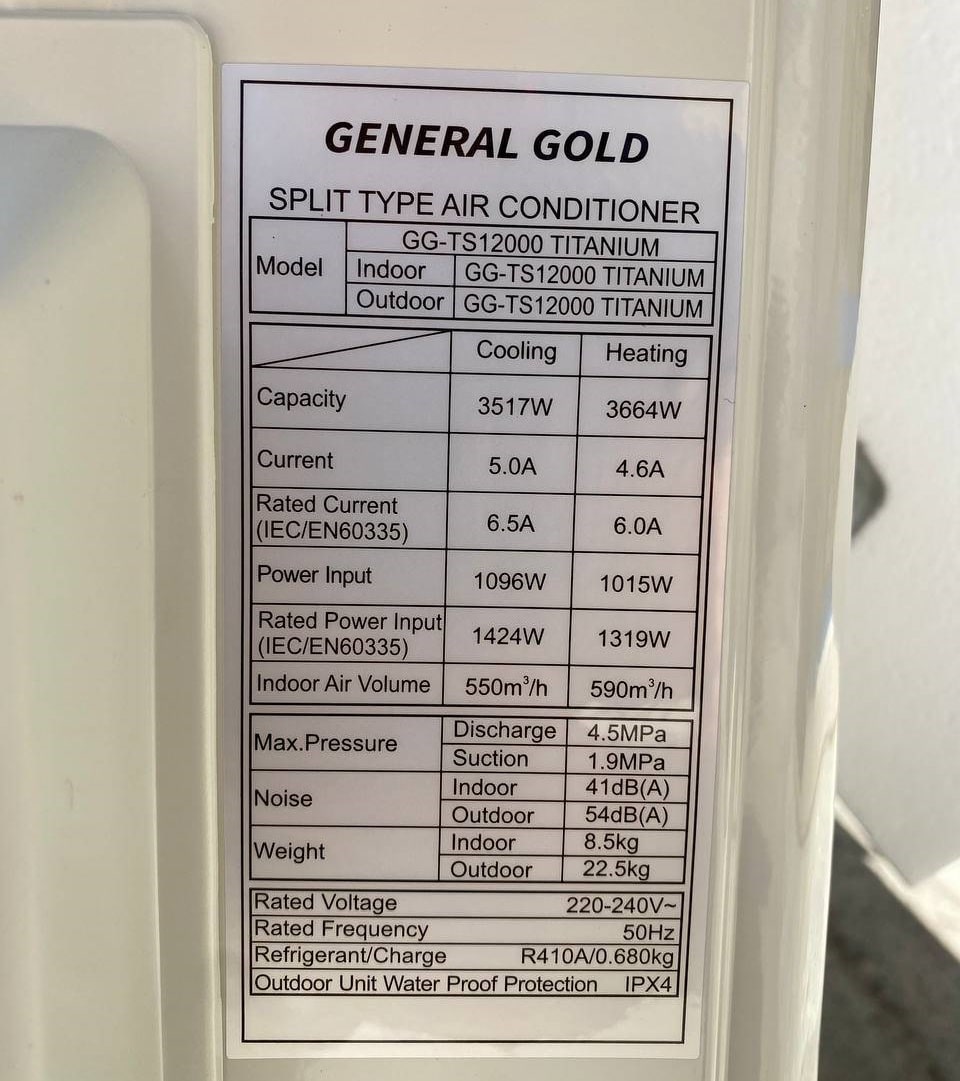 GENERAL GOLD
SPLIT TYPE AIR CONDITIONER
Model
GG-TS12000 TITANIUM
Indoor GG-TS12000 TITANIUM
Outdoor GG-TS12000 TITANIUM
Cooling Heating
Capacity 3517W 3664W
Current 5.0A 4.6A
Rated Current
(IEC/EN60335) 6.5A 6.0A
Power Input 1096W 1015W
Rated Power Input
(IEC/EN60335) 1424W 1319W
Indoor Air Volume 550m³/h 590m³/h
Max.Pressure
Discharge 4.5MPa
Suction 1.9MPa
Noise
Indoor 41dB(A)
Outdoor 54dB(A)
Weight
Indoor 8.5kg
Outdoor 22.5kg
Rated Voltage 220-240V~
Rated Frequency 50Hz
Refrigerant/Charge R410A/0.680kg
Outdoor Unit Water Proof Protection IPX4